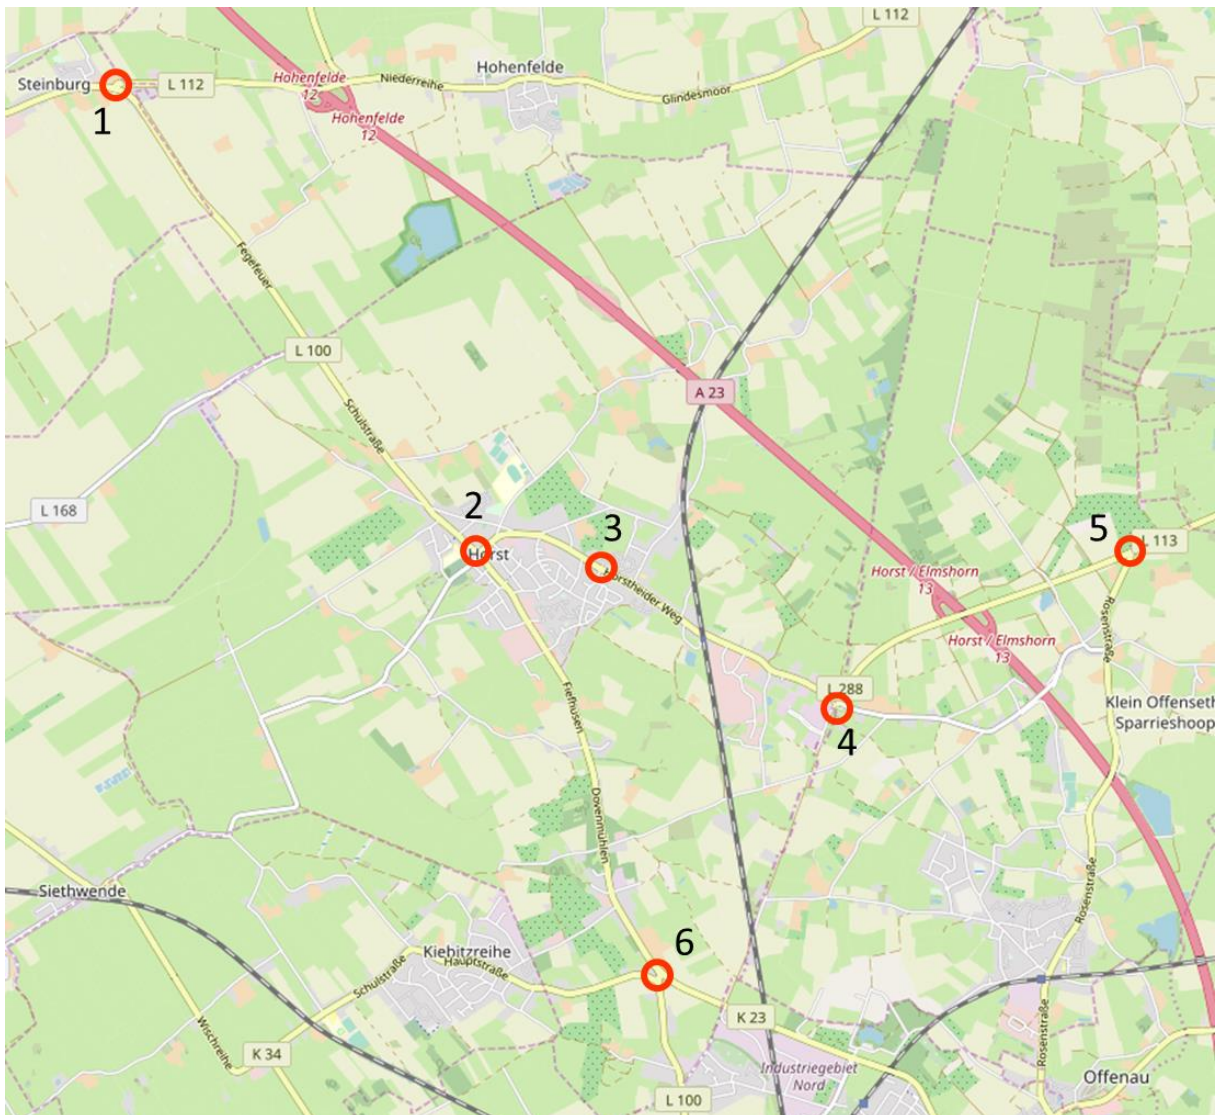 L 112
Steinburg
L 112
Hohenfelde
12
Niederreihe
Hohenfelde
Glindesmoor
1
Hohenfelde
12
Fegefeuer
L 100
A 23
Schulstraße
L 168
2
3
5
L 113
Horst
Horstheider Weg
Horst / Elmshorn
13
Rosenstraße
Horst / Elmshorn
13
L 288
Fiefhusen
4
Klein Offenseth-
Sparrieshoop
Dovenmühlen
Siethwende
Rosenstraße
6
Kiebitzreihe
Hauptstraße
Schulstraße
K 23
Wischreihe
K 34
Rosenstraße
Industriegebiet
Nord
Offenau
L 100